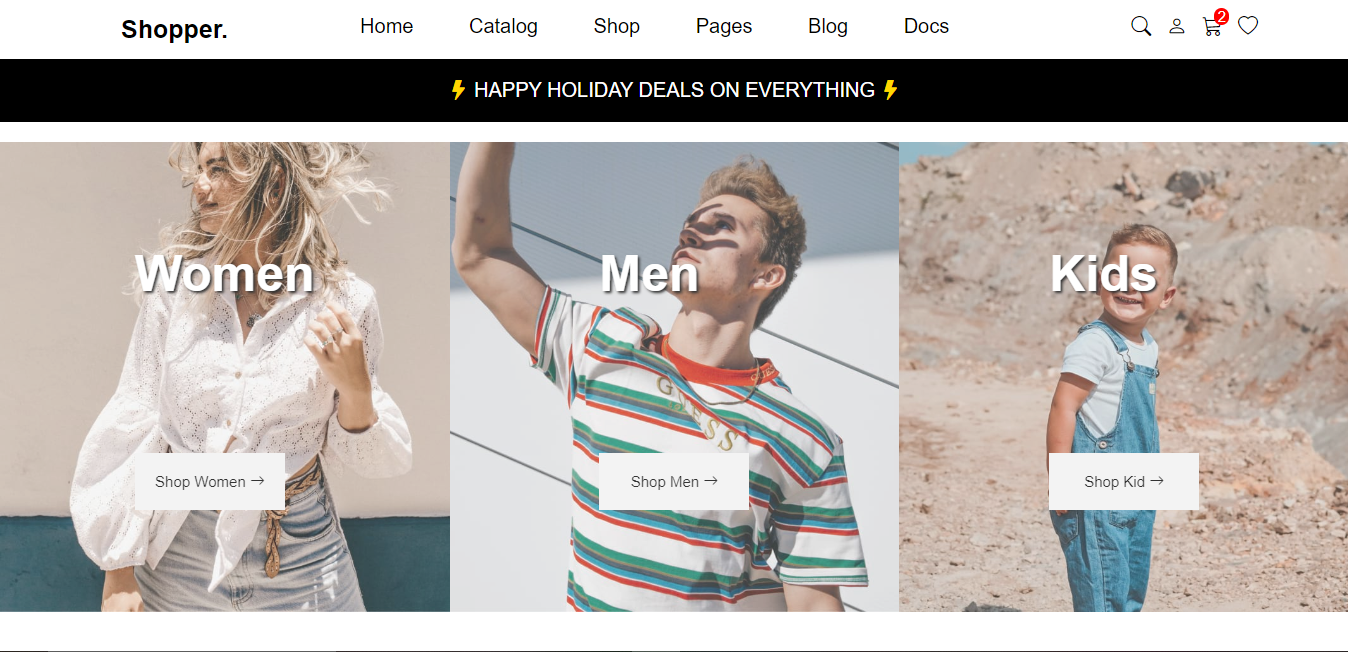 Shopper. Home Catalog Shop Pages Blog Docs 2
HAPPY HOLIDAY DEALS ON EVERYTHING
Women Men Kids
GUESS
Shop Women → Shop Men → Shop Kid →